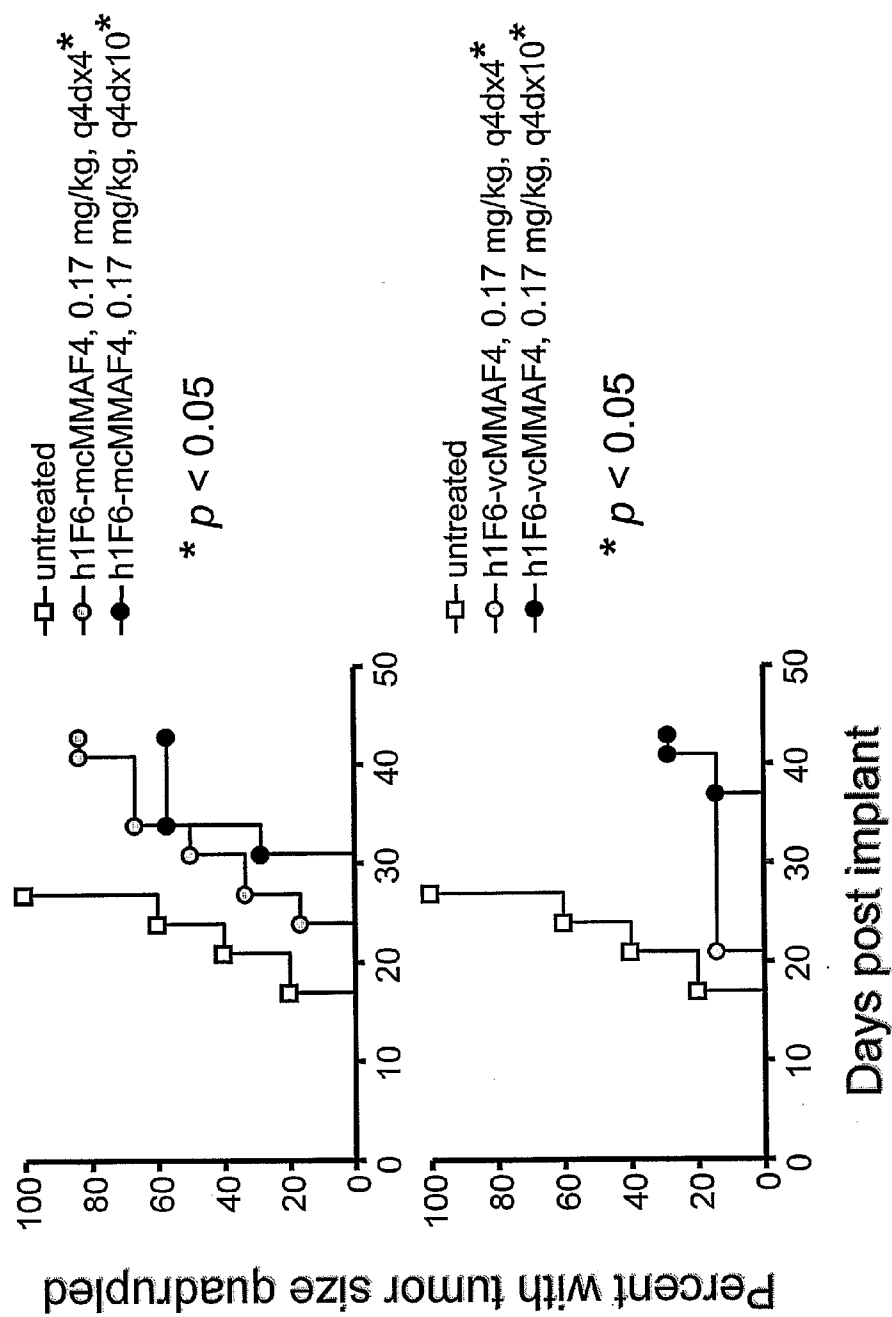 Percent with tumor size quadrupled
100
80
60
40
20
0
0 10 20 30 40 50
untreated
h1F6-mcMMAF4, 0.17 mg/kg, q4dx4*
h1F6-mcMMAF4, 0.17 mg/kg, q4dx10*
* p < 0.05
100
80
60
40
20
0
0 10 20 30 40 50
untreated
h1F6-vcMMAF4, 0.17 mg/kg, q4dx4*
h1F6-vcMMAF4, 0.17 mg/kg, q4dx10*
* p < 0.05
Days post implant